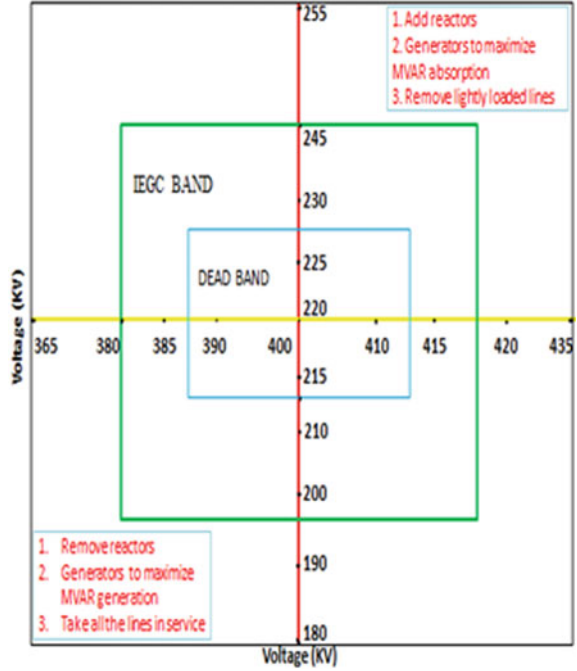 255
1. Add reactors
2. Generators to maximize
MVAR absorption
3. Remove lightly loaded lines
245
IEGC BAND
230
DEAD BAND
225
220
Voltage (KV)
365 380 385 390 400 410 415 420 435
215
210
200
190
1. Remove reactors
2. Generators to maximize
MVAR generation
3. Take all the lines in service
180
Voltage (KV)